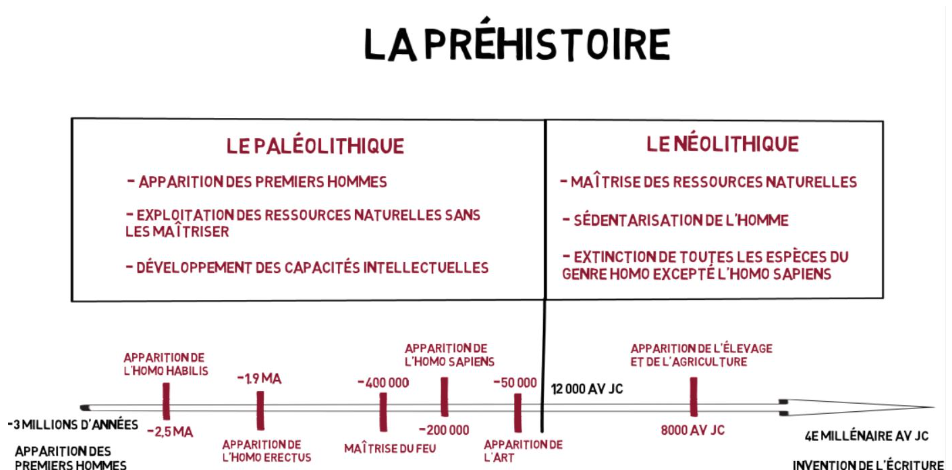 LA PRÉHISTOIRE
LE PALÉOLITHIQUE
- APPARITION DES PREMIERS HOMMES
- EXPLOITATION DES RESSOURCES NATURELLES SANS
LES MAÎTRISER
- DÉVELOPPEMENT DES CAPACITÉS INTELLECTUELLES
LE NÉOLITHIQUE
- MAÎTRISE DES RESSOURCES NATURELLES
- SÉDENTARISATION DE L'HOMME
- EXTINCTION DE TOUTES LES ESPÈCES DU
GENRE HOMO EXCEPTÉ L'HOMO SAPIENS
-3 MILLIONS D'ANNÉES
APPARITION DES
PREMIERS HOMMES
APPARITION DE
L'HOMO HABILIS
-2,5 MA
-1.9 MA
APPARITION DE
L'HOMO ERECTUS
-400 000
MAÎTRISE DU FEU
APPARITION DE
L'HOMO SAPIENS
-200 000
-50 000
APPARITION DE
L'ART
12 000 AV JC
APPARITION DE L'ÉLEVAGE
ET DE L'AGRICULTURE
8000 AV JC
4E MILLÉNAIRE AV JC
INVENTION DE L'ÉCRITURE